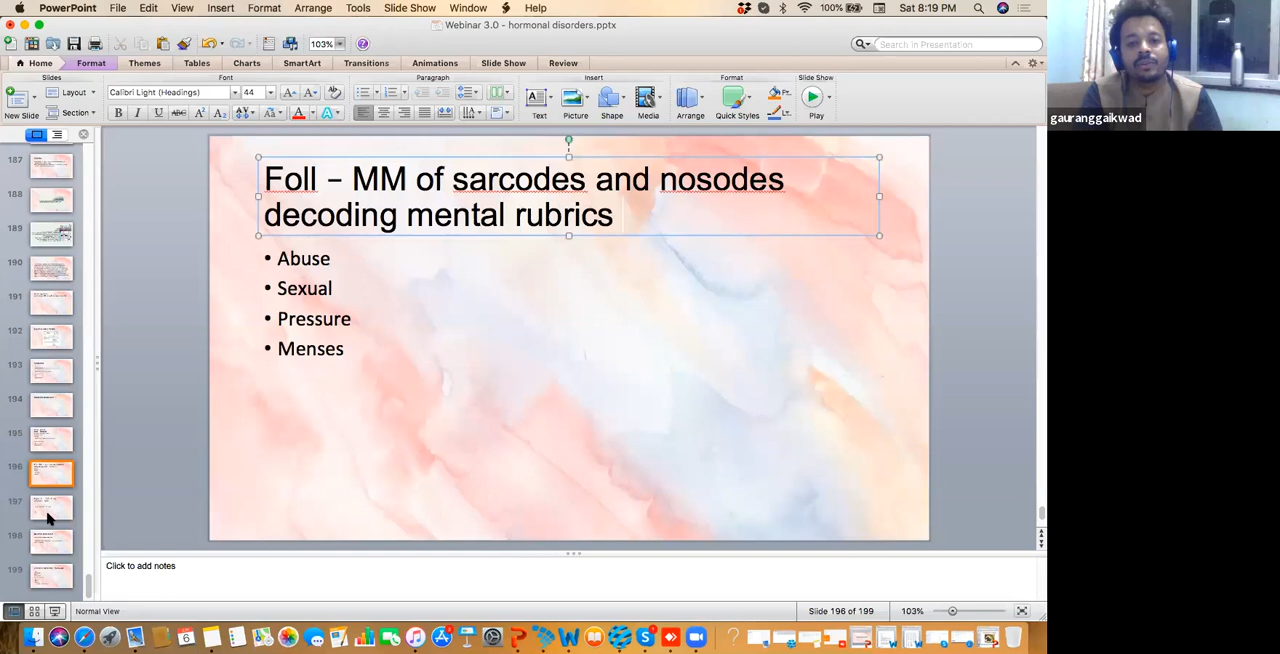 PowerPoint File Edit View Insert Format Arrange Tools Slide Show Window Help 100% Sat 8:19 PM
Webinar 3.0 - hormonal disorders.pptx
103% Search in Presentation
Home Format Themes Tables Charts SmartArt Transitions Animations Slide Show Review
Slides Font Paragraph Insert Format Slide Show
New Slide Layout Section Calibri Light (Headings) 44 Text Picture Shape Media Arrange Quick Styles Play
gauranggaikwad
Foll – MM of sarcodes and nosodes
decoding mental rubrics
• Abuse
• Sexual
• Pressure
• Menses
187
188
189
190
191
192
193
194
195
196
197
198
199
Click to add notes
Normal View Slide 196 of 199 103%